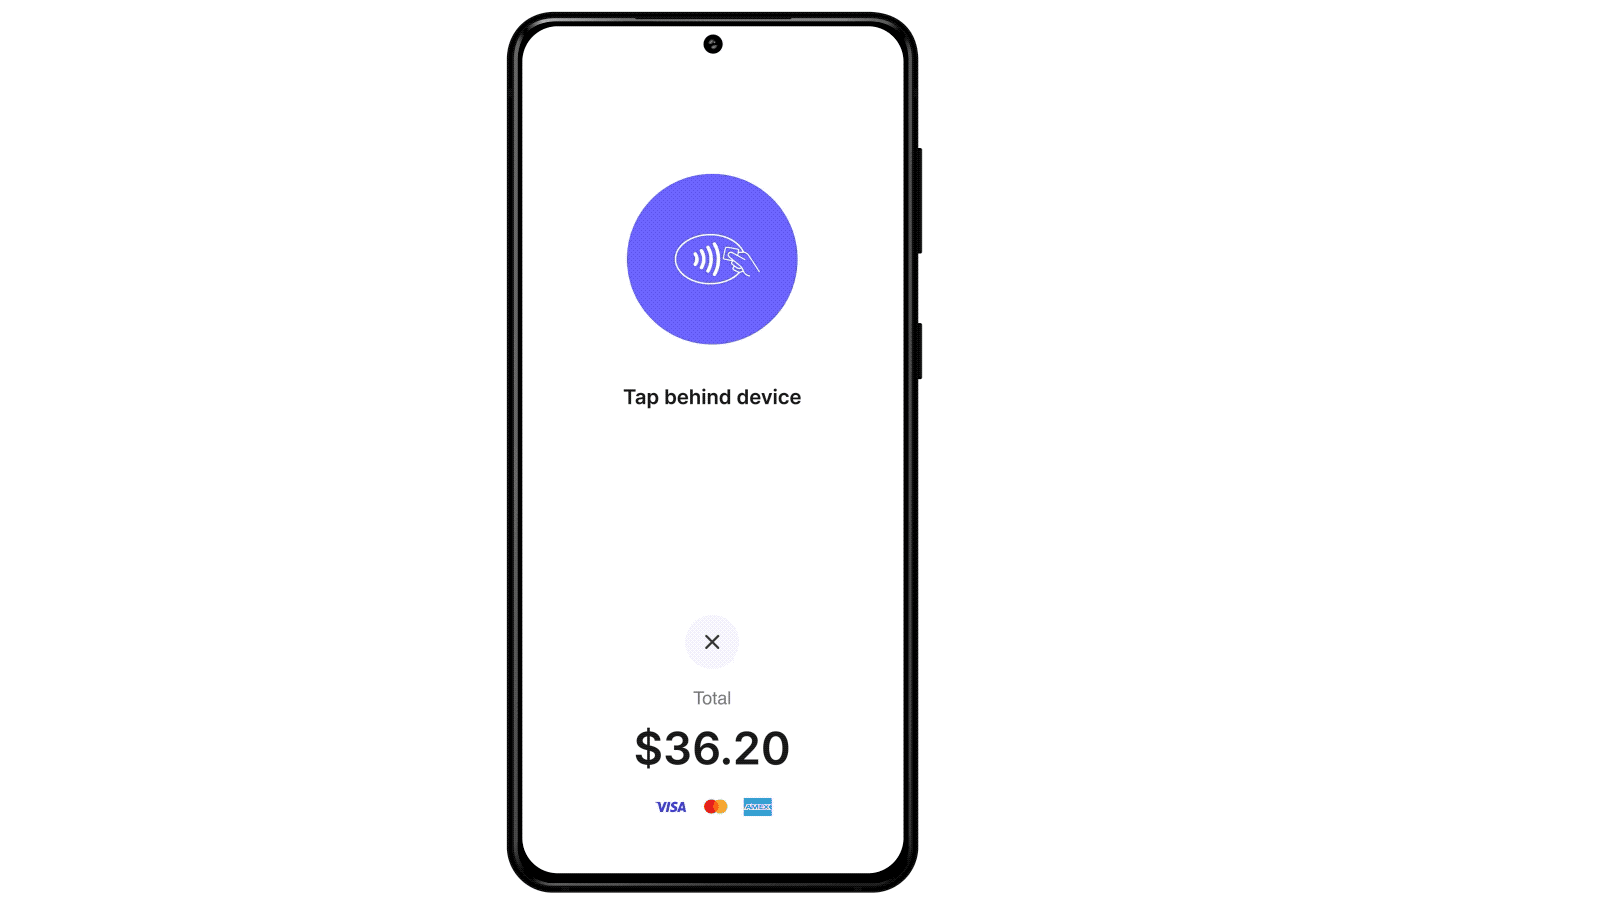 Tap behind device
Total
$36.20
VISA
AMEX